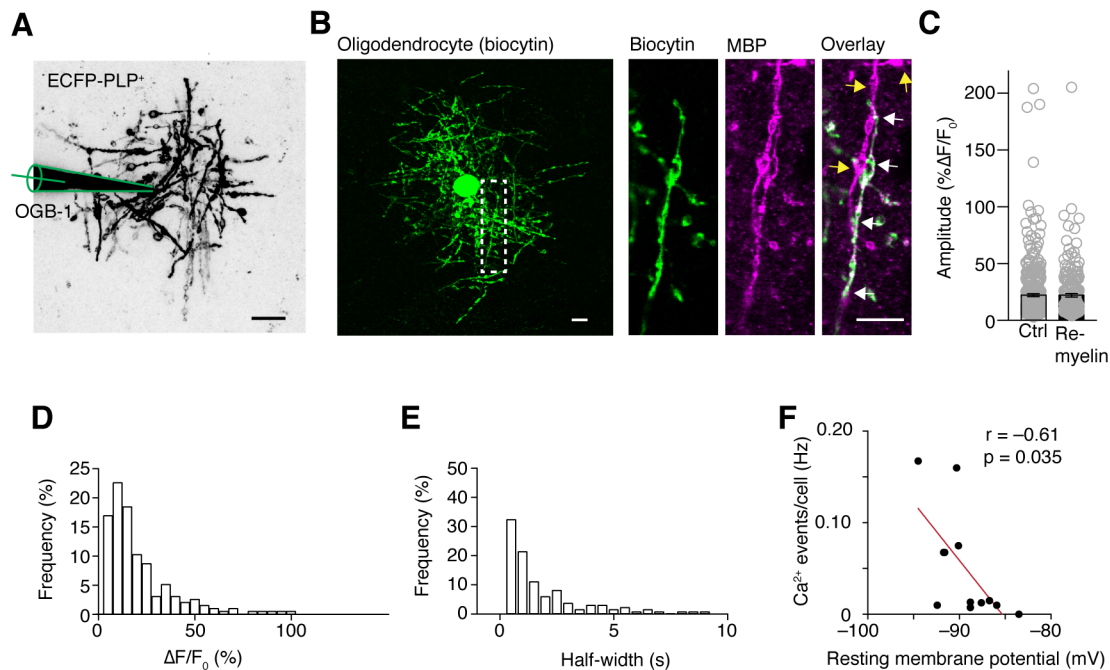 A
ECFP-PLP⁺
OGB-1
B
Oligodendrocyte (biocytin)
Biocytin
MBP
Overlay
C
Amplitude (%ΔF/F₀)
200
150
100
50
0
Ctrl
Re-
myelin
D
Frequency (%)
25
20
15
10
5
0
0
50
100
ΔF/F₀ (%)
E
Frequency (%)
50
40
30
20
10
0
0
5
10
Half-width (s)
F
r = –0.61
p = 0.035
Ca²⁺ events/cell (Hz)
0.20
0.10
0
–100
–90
–80
Resting membrane potential (mV)